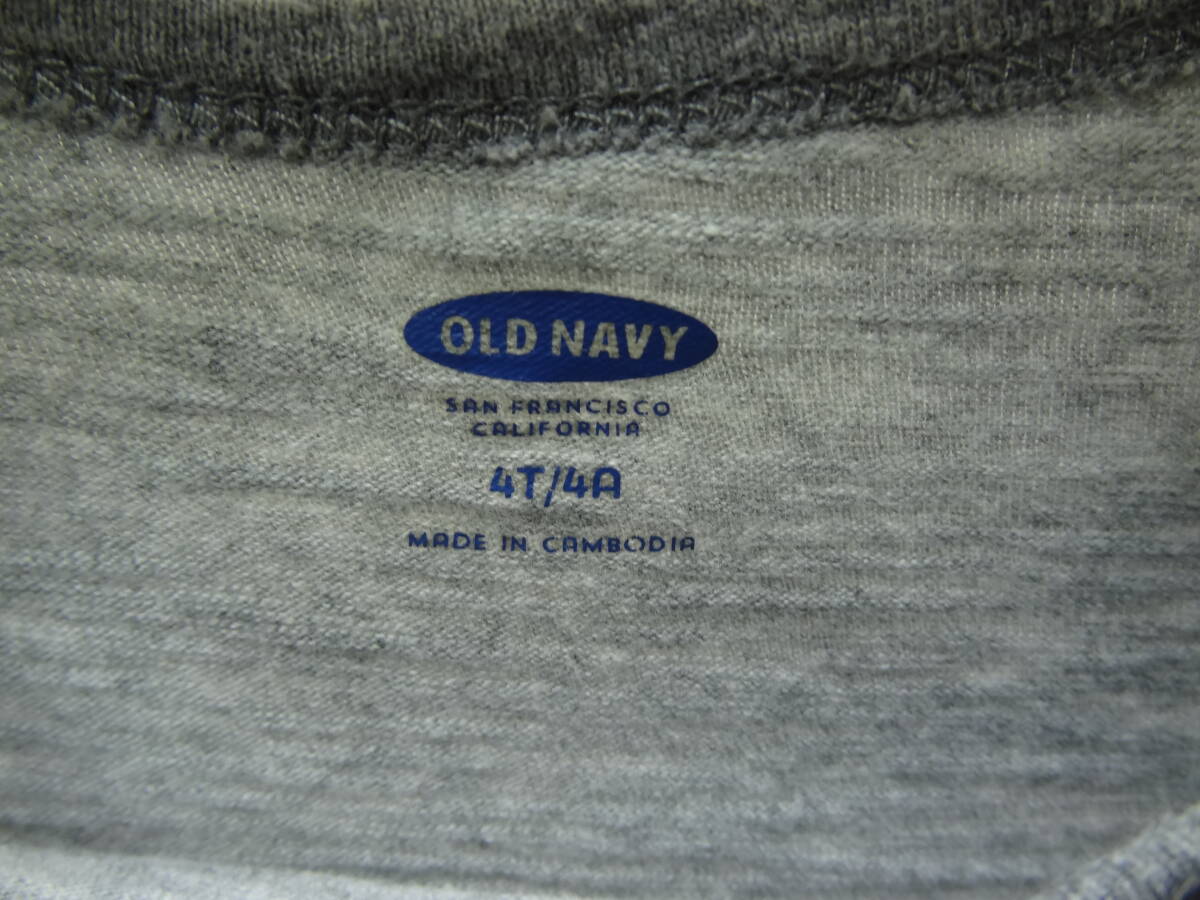 OLD NAVY
SAN FRANCISCO
CALIFORNIA
4T/4A
MADE IN CAMBODIA